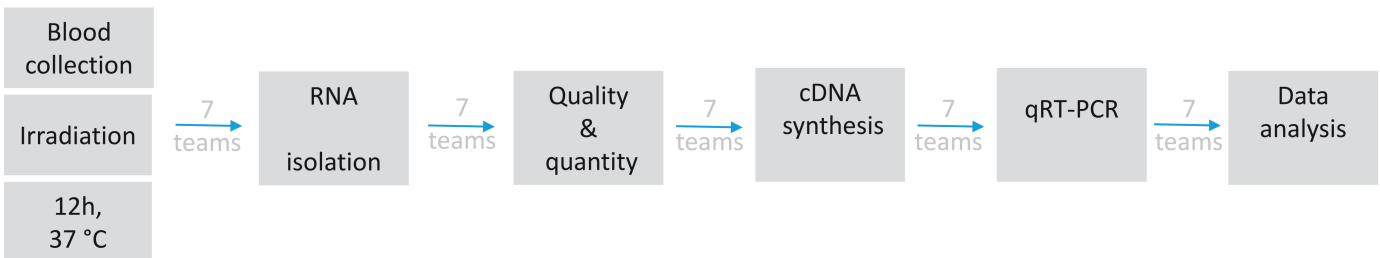 Blood
collection
Irradiation
12h,
37 °C
7
teams
RNA
isolation
7
teams
Quality
&
quantity
7
teams
cDNA
synthesis
7
teams
qRT-PCR
7
teams
Data
analysis